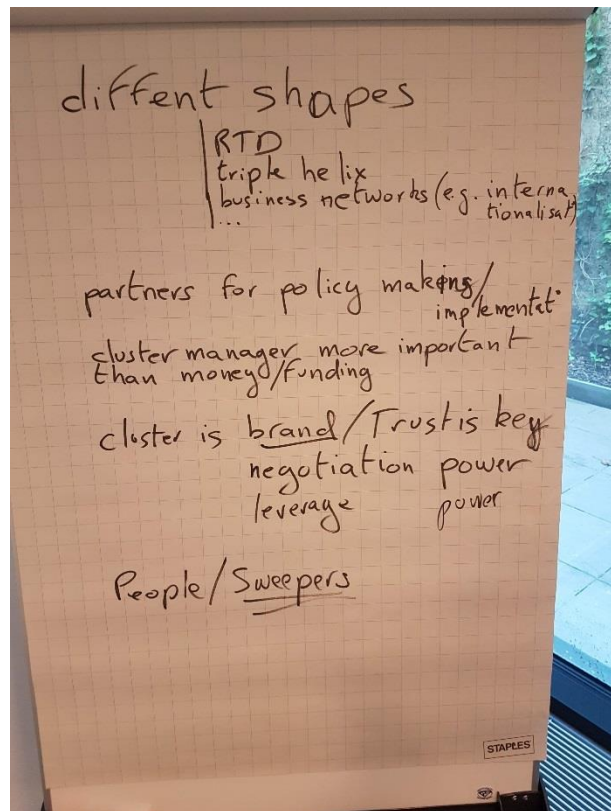 diffent shapes
RTD
triple helix
business networks (e.g. interna
tionalisat)
...
partners for policy making/
implementat°
cluster manager more important
than money/funding
cluster is brand/Trust is key
negotiation power
leverage power
People/Sweepers
STAPLES